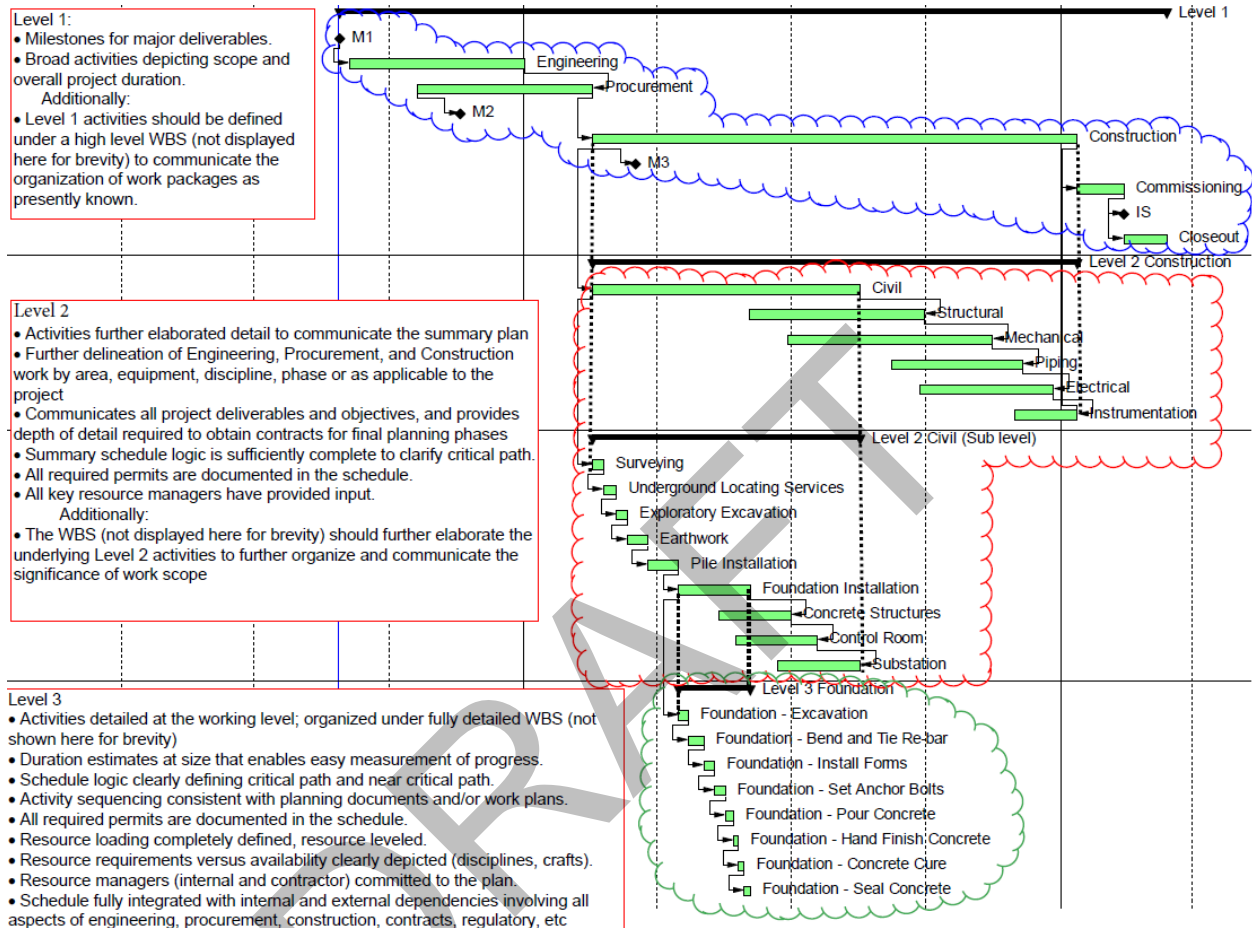 Level 1:
• Milestones for major deliverables.
• Broad activities depicting scope and
overall project duration.
Additionally:
• Level 1 activities should be defined
under a high level WBS (not displayed
here for brevity) to communicate the
organization of work packages as
presently known.
Level 1
M1
Engineering
Procurement
M2
Construction
M3
Commissioning
IS
Closeout
Level 2
• Activities further elaborated detail to communicate the summary plan
• Further delineation of Engineering, Procurement, and Construction
work by area, equipment, discipline, phase or as applicable to the
project
• Communicates all project deliverables and objectives, and provides
depth of detail required to obtain contracts for final planning phases
• Summary schedule logic is sufficiently complete to clarify critical path.
• All required permits are documented in the schedule.
• All key resource managers have provided input.
Additionally:
• The WBS (not displayed here for brevity) should further elaborate the
underlying Level 2 activities to further organize and communicate the
significance of work scope
Level 2 Construction
Civil
Structural
Mechanical
Piping
Electrical
Instrumentation
Level 2 Civil (Sub level)
Surveying
Underground Locating Services
Exploratory Excavation
Earthwork
Pile Installation
Foundation Installation
Concrete Structures
Control Room
Substation
Level 3
• Activities detailed at the working level; organized under fully detailed WBS (not
shown here for brevity)
• Duration estimates at size that enables easy measurement of progress.
• Schedule logic clearly defining critical path and near critical path.
• Activity sequencing consistent with planning documents and/or work plans.
• All required permits are documented in the schedule.
• Resource loading completely defined, resource leveled.
• Resource requirements versus availability clearly depicted (disciplines, crafts).
• Resource managers (internal and contractor) committed to the plan.
• Schedule fully integrated with internal and external dependencies involving all
aspects of engineering, procurement, construction, contracts, regulatory, etc
Level 3 Foundation
Foundation - Excavation
Foundation - Bend and Tie Re-bar
Foundation - Install Forms
Foundation - Set Anchor Bolts
Foundation - Pour Concrete
Foundation - Hand Finish Concrete
Foundation - Concrete Cure
Foundation - Seal Concrete
DRAFT